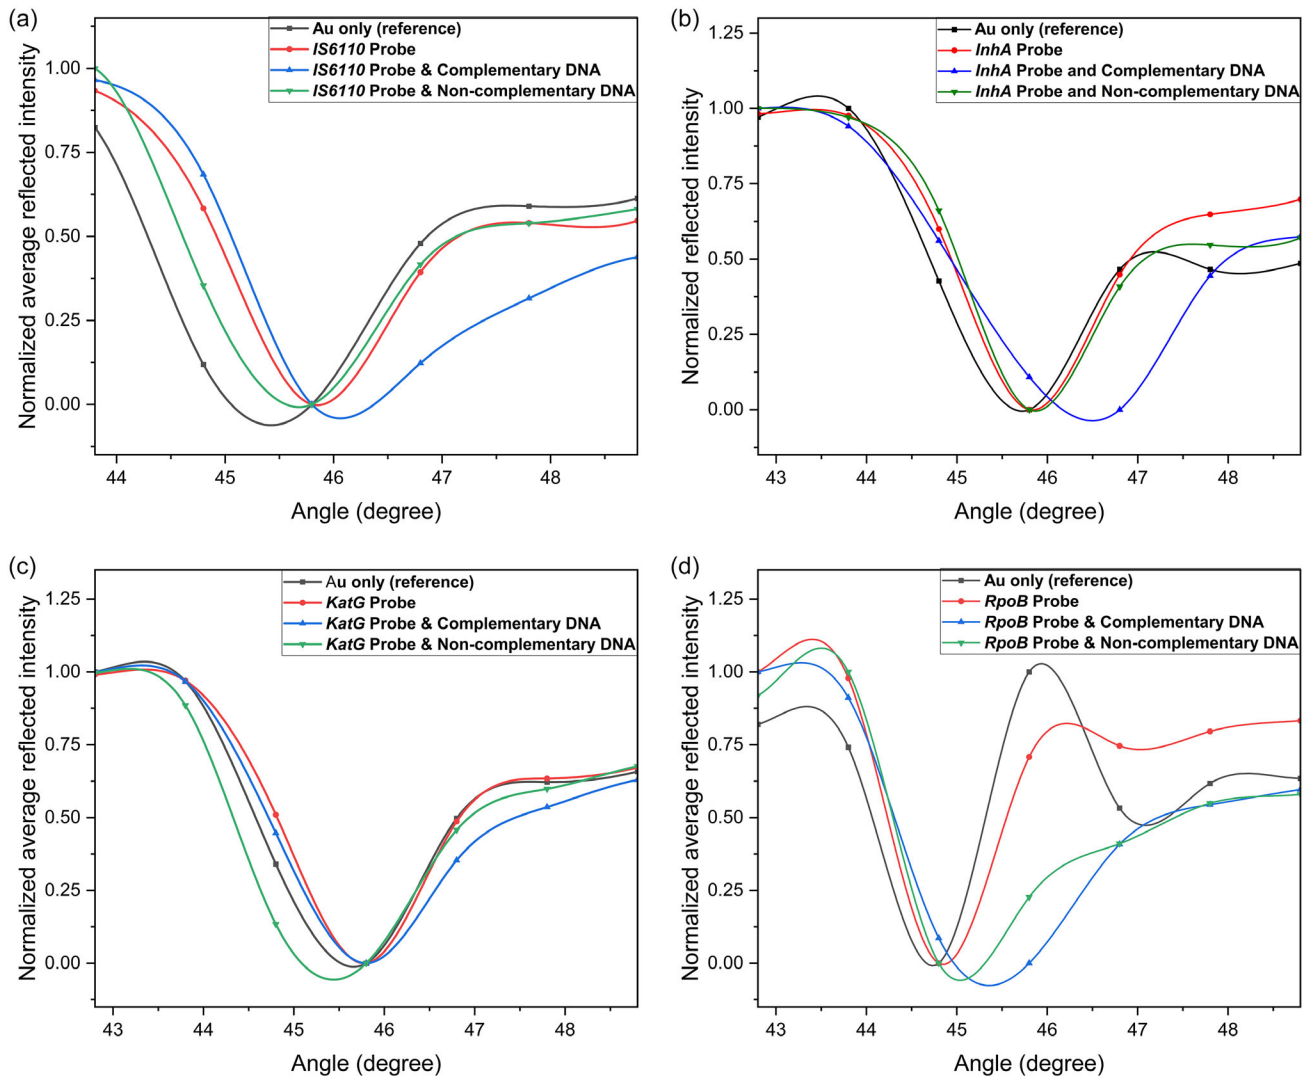 (a)
Au only (reference)
IS6110 Probe
IS6110 Probe & Complementary DNA
IS6110 Probe & Non-complementary DNA
Normalized average reflected intensity
1.00
0.75
0.50
0.25
0.00
44 45 46 47 48
Angle (degree)
(b)
Au only (reference)
InhA Probe
InhA Probe and Complementary DNA
InhA Probe and Non-complementary DNA
Normalized reflected intensity
1.25
1.00
0.75
0.50
0.25
0.00
43 44 45 46 47 48
Angle (degree)
(c)
Au only (reference)
KatG Probe
KatG Probe & Complementary DNA
KatG Probe & Non-complementary DNA
Normalized average reflected intensity
1.25
1.00
0.75
0.50
0.25
0.00
43 44 45 46 47 48
Angle (degree)
(d)
Au only (reference)
RpoB Probe
RpoB Probe & Complementary DNA
RpoB Probe & Non-complementary DNA
Normalized average reflected intensity
1.25
1.00
0.75
0.50
0.25
0.00
43 44 45 46 47 48
Angle (degree)